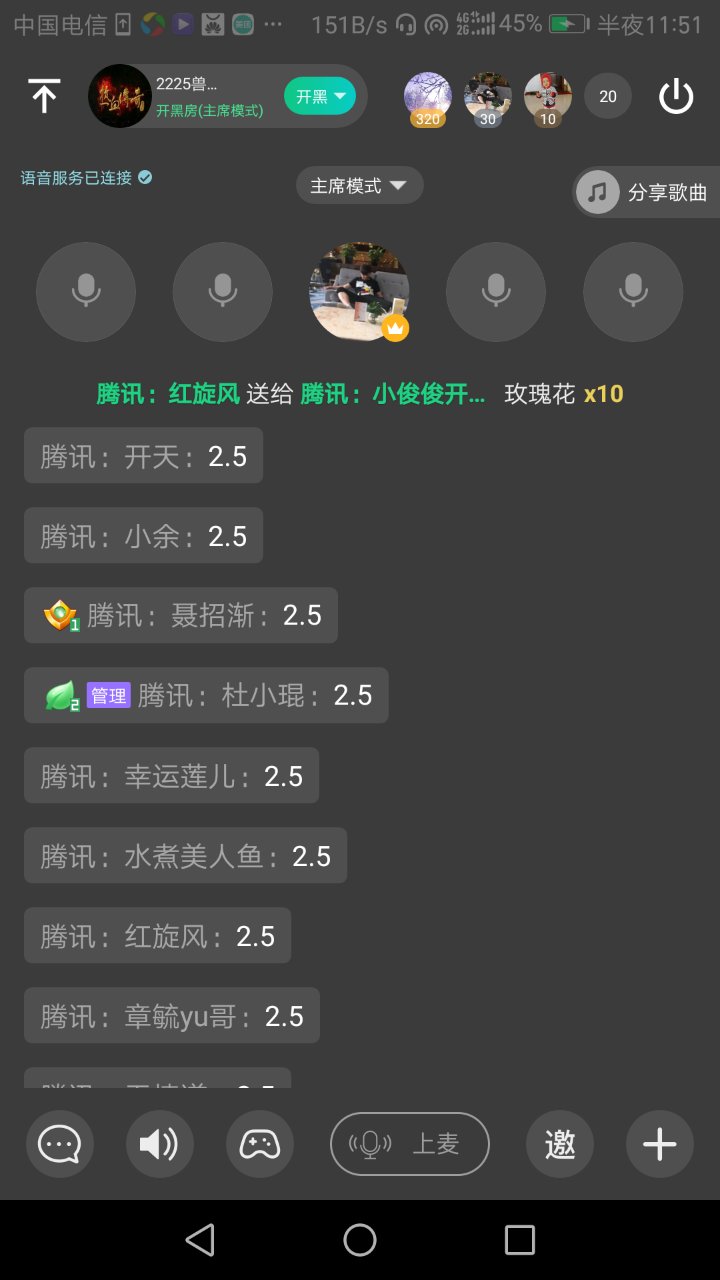 中国电信 151B/s 4G 2G 45% 半夜11:51
2225兽...
开黑房(主席模式)
开黑
320 30 10 20
语音服务已连接
主席模式
分享歌曲
腾讯：红旋风 送给 腾讯：小俊俊开... 玫瑰花 x10
腾讯：开天：2.5
腾讯：小余：2.5
1 腾讯：聂招渐：2.5
2 管理 腾讯：杜小琨：2.5
腾讯：幸运莲儿：2.5
腾讯：水煮美人鱼：2.5
腾讯：红旋风：2.5
腾讯：章毓yu哥：2.5
上麦
邀